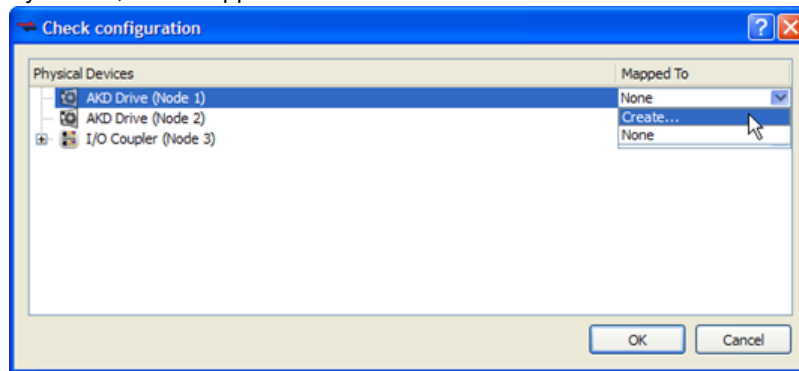 Check configuration
Physical Devices Mapped To
AKD Drive (Node 1) None
AKD Drive (Node 2) Create...
I/O Coupler (Node 3) None
OK Cancel